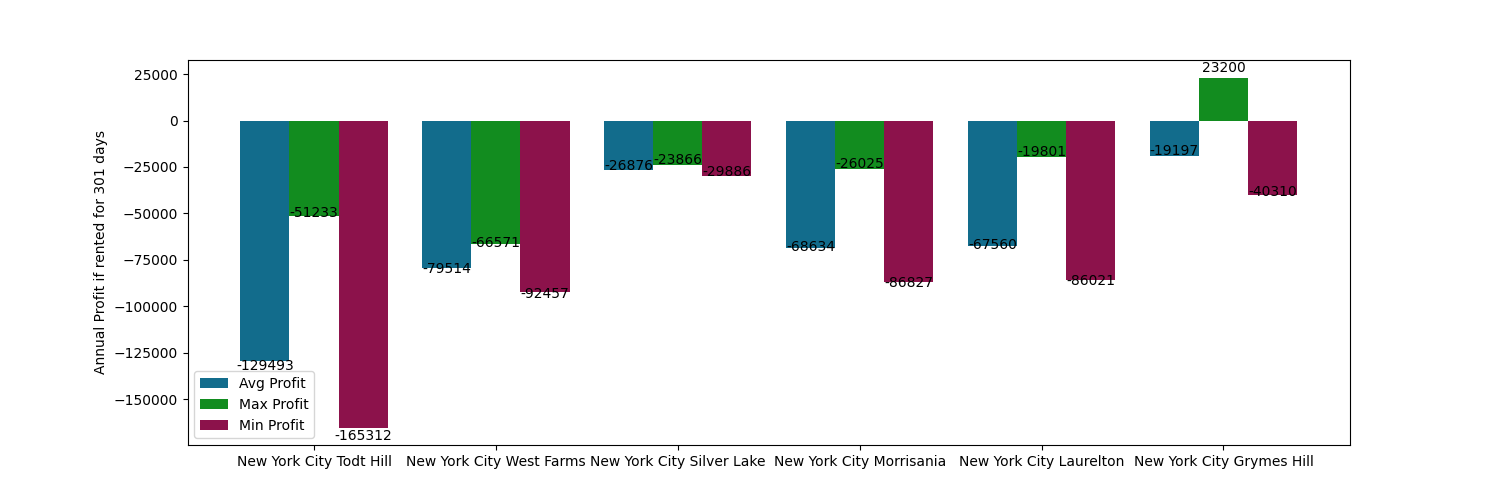 23200
25000
0
-19197
-19801
-23866
-26025
-26876
-25000
-29886
-40310
-51233
-50000
-66571
-67560
-68634
-75000
-79514
-86021
-86827
-92457
-100000
-125000
-129493
-150000
-165312
Annual Profit if rented for 301 days
Avg Profit
Max Profit
Min Profit
New York City Todt Hill
New York City West Farms
New York City Silver Lake
New York City Morrisania
New York City Laurelton
New York City Grymes Hill